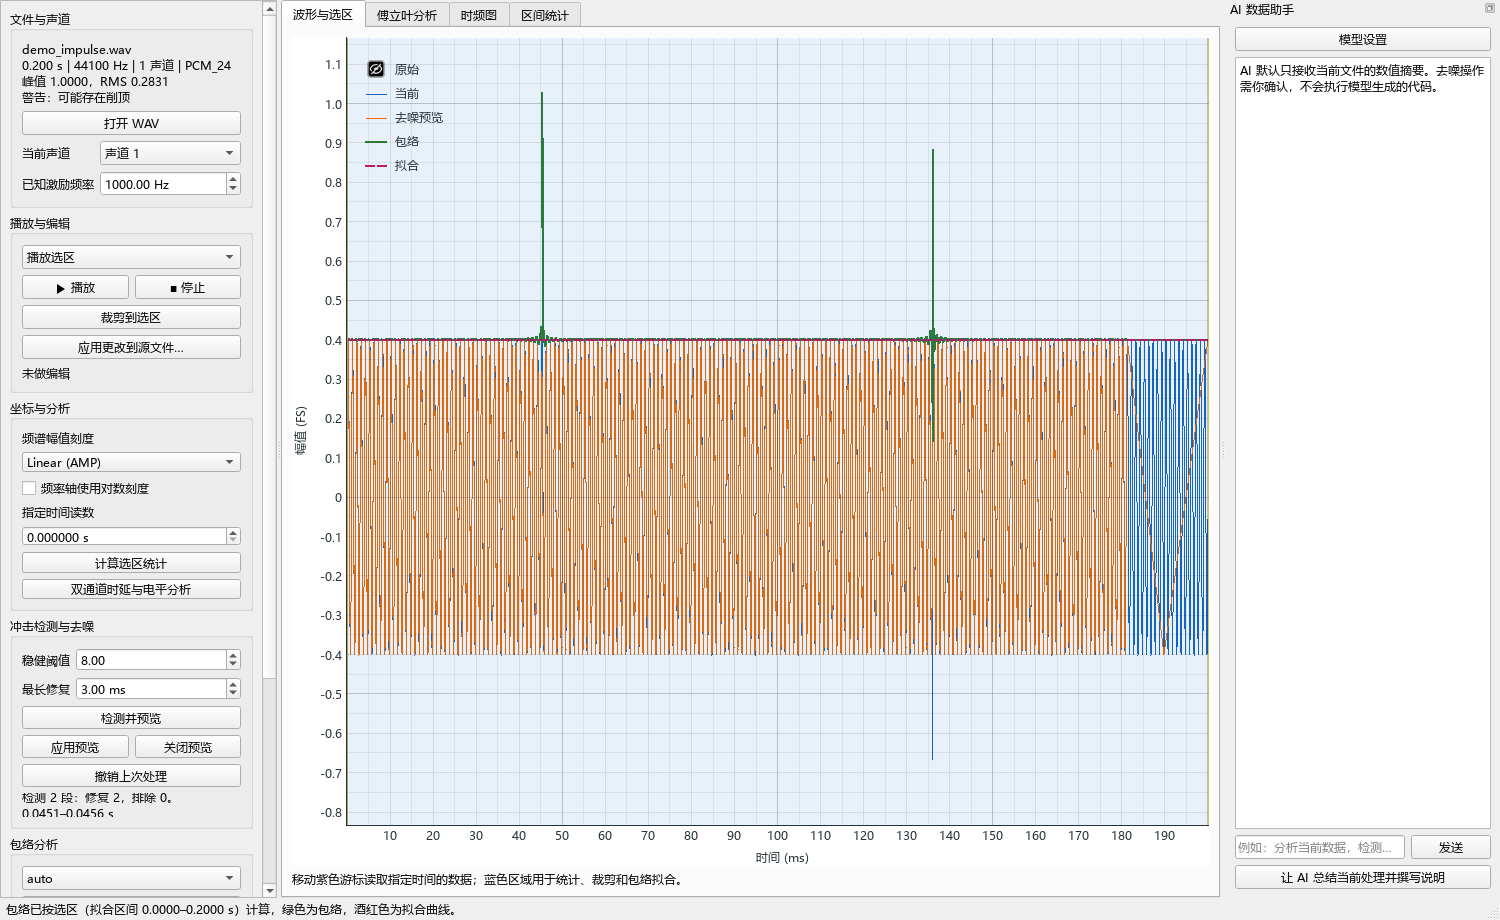 文件与声道
demo_impulse.wav
0.200 s | 44100 Hz | 1 声道 | PCM_24
峰值 1.0000，RMS 0.2831
警告：可能存在削顶
打开 WAV
当前声道
声道 1
已知激励频率
1000.00 Hz
播放与编辑
播放选区
▶ 播放
■ 停止
裁剪到选区
应用更改到源文件...
未做编辑
坐标与分析
频谱幅值刻度
Linear (AMP)
频率轴使用对数刻度
指定时间读数
0.000000 s
计算选区统计
双通道时延与电平分析
冲击检测与去噪
稳健阈值
8.00
最长修复
3.00 ms
检测并预览
应用预览
关闭预览
撤销上次处理
检测 2 段：修复 2，排除 0。
0.0451–0.0456 s
包络分析
auto
波形与选区
傅立叶分析
时频图
区间统计
原始
当前
去噪预览
包络
拟合
1.1
1.0
0.9
0.8
0.7
0.6
0.5
0.4
0.3
0.2
0.1
0
-0.1
-0.2
-0.3
-0.4
-0.5
-0.6
-0.7
-0.8
幅值 (FS)
10 20 30 40 50 60 70 80 90 100 110 120 130 140 150 160 170 180 190
时间 (ms)
移动紫色游标读取指定时间的数据；蓝色区域用于统计、裁剪和包络拟合。
AI 数据助手
模型设置
AI 默认只接收当前文件的数值摘要。去噪操作
需你确认，不会执行模型生成的代码。
例如：分析当前数据，检测...
发送
让 AI 总结当前处理并撰写说明
包络已按选区（拟合区间 0.0000–0.2000 s）计算，绿色为包络，酒红色为拟合曲线。